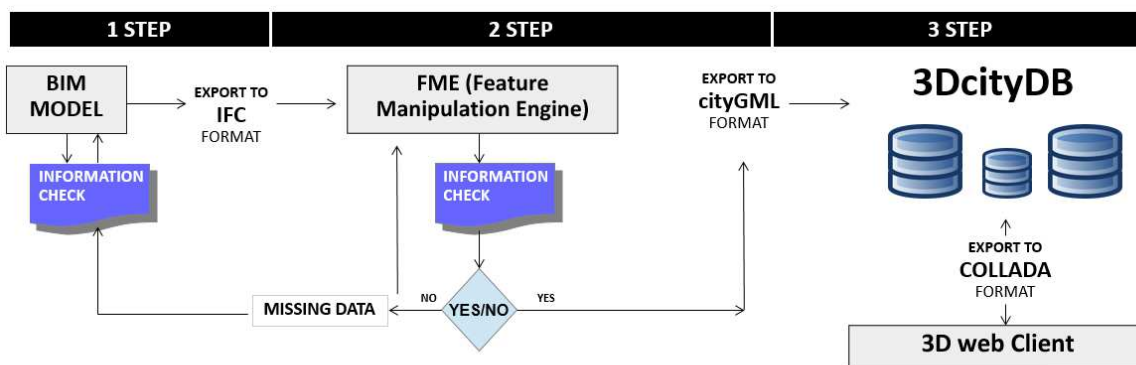 1 STEP
2 STEP
3 STEP
BIM
MODEL
EXPORT TO
IFC
FORMAT
FME (Feature
Manipulation Engine)
EXPORT TO
cityGML
FORMAT
3DcityDB
INFORMATION
CHECK
INFORMATION
CHECK
MISSING DATA
NO
YES/NO
YES
EXPORT TO
COLLADA
FORMAT
3D web Client